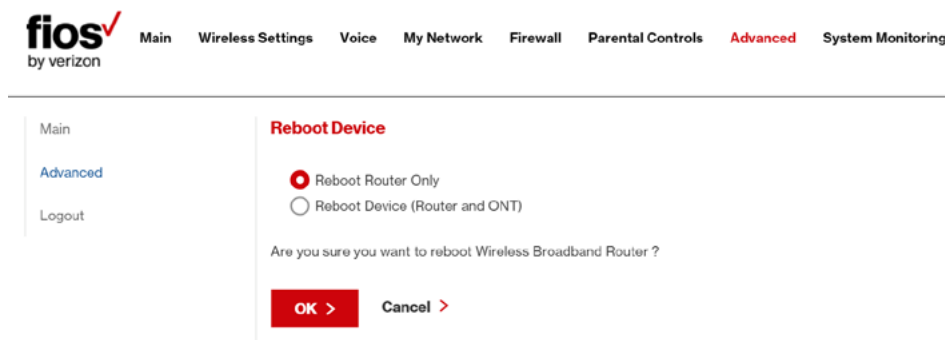 fios
by verizon
Main Wireless Settings Voice My Network Firewall Parental Controls Advanced System Monitoring
Main
Advanced
Logout
Reboot Device
Reboot Router Only
Reboot Device (Router and ONT)
Are you sure you want to reboot Wireless Broadband Router ?
OK > Cancel >